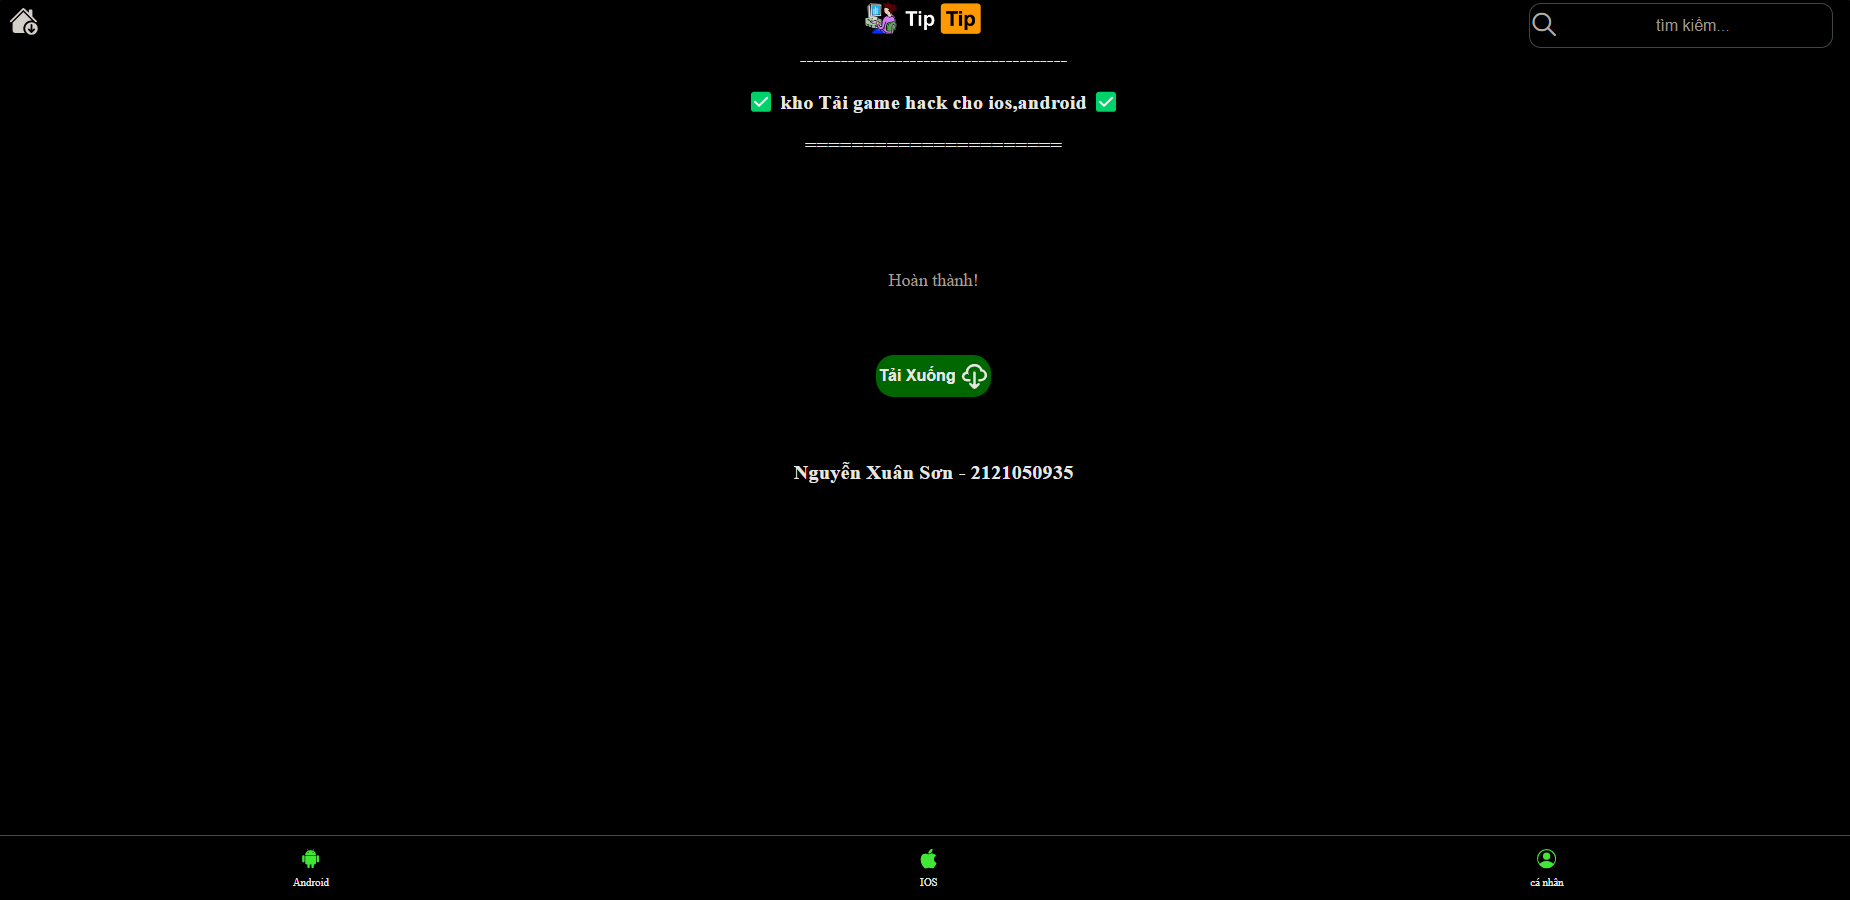 Tip Tip
tìm kiếm...
---------------------------------------
✅ kho Tải game hack cho ios,android ✅
======================
Hoàn thành!
Tải Xuống
Nguyễn Xuân Sơn - 2121050935
Android
IOS
cá nhân